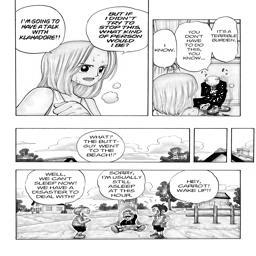 IT'S A
TERRIBLE
BURDEN.
YOU
DON'T
HAVE TO
DO THIS,
YOU
KNOW...
I
KNOW.
BUT IF
I DIDN'T
TRY TO
STOP THIS,
WHAT KIND
OF PERSON
WOULD
I BE?
I'M GOING TO
HAVE A TALK
WITH
KLAHADORE!!
WHAT?
THE BUTT-
GUY WENT
TO THE
BEACH!?
HEY,
CARROT!
WAKE UP!!
SORRY,
I'M USUALLY
STILL
ASLEEP AT
THIS HOUR.
WELL,
WE CAN'T
SLEEP NOW!
WE HAVE A
DISASTER TO
DEAL WITH!